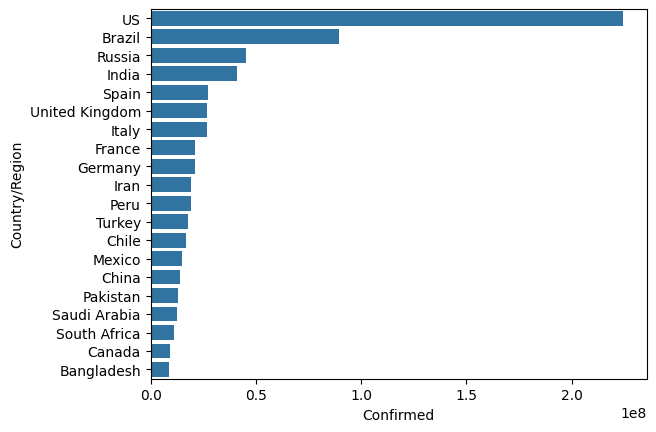 US
Brazil
Russia
India
Spain
United Kingdom
Italy
France
Germany
Iran
Peru
Turkey
Chile
Mexico
China
Pakistan
Saudi Arabia
South Africa
Canada
Bangladesh
Country/Region
0.0 0.5 1.0 1.5 2.0
1e8
Confirmed